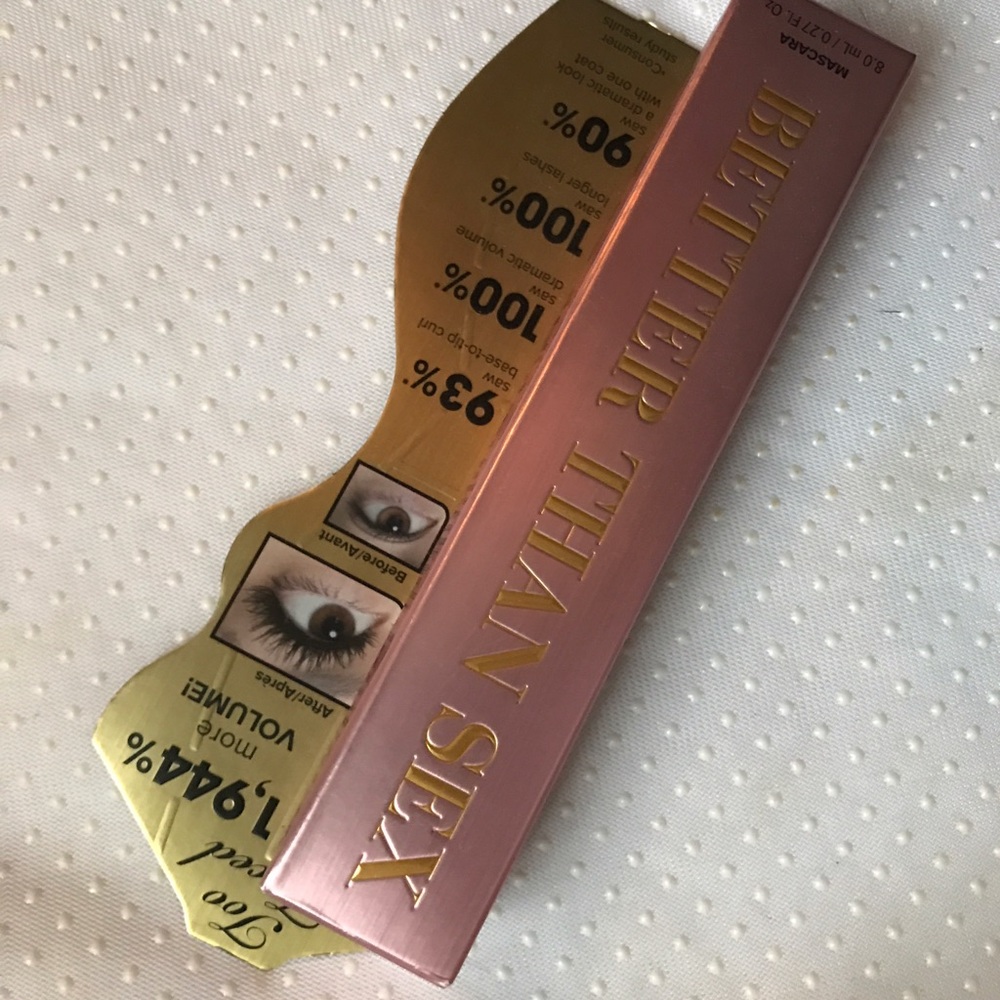 Too
1,944%
more
VOLUME!
After/Après
Before/Avant
93%*
saw
base-to-tip curl
100%*
saw
dramatic volume
100%*
saw
longer lashes
90%*
saw
a dramatic look
with one coat
*Consumer
study results
BETTER THAN SEX
MASCARA
8.0 mL / 0.27 FL. Oz